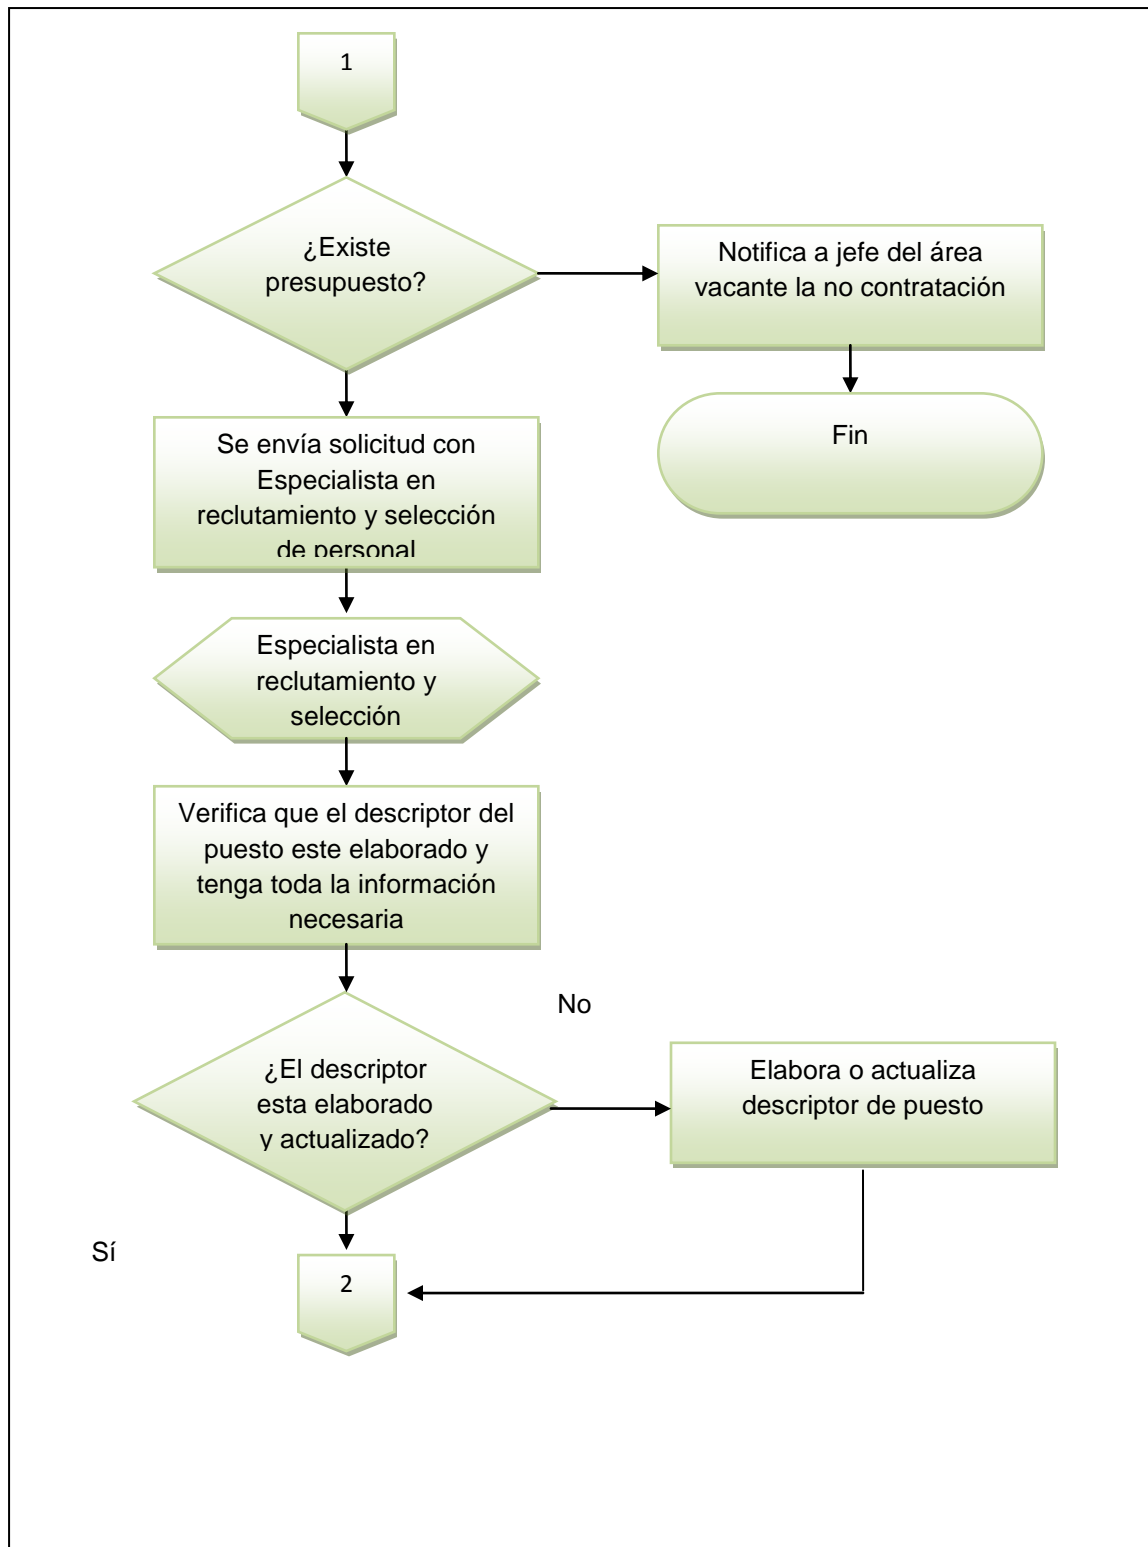 1
¿Existe
presupuesto?
Notifica a jefe del área
vacante la no contratación
Fin
Se envía solicitud con
Especialista en
reclutamiento y selección
de personal
Especialista en
reclutamiento y
selección
Verifica que el descriptor del
puesto este elaborado y
tenga toda la información
necesaria
No
¿El descriptor
esta elaborado
y actualizado?
Elabora o actualiza
descriptor de puesto
Sí
2